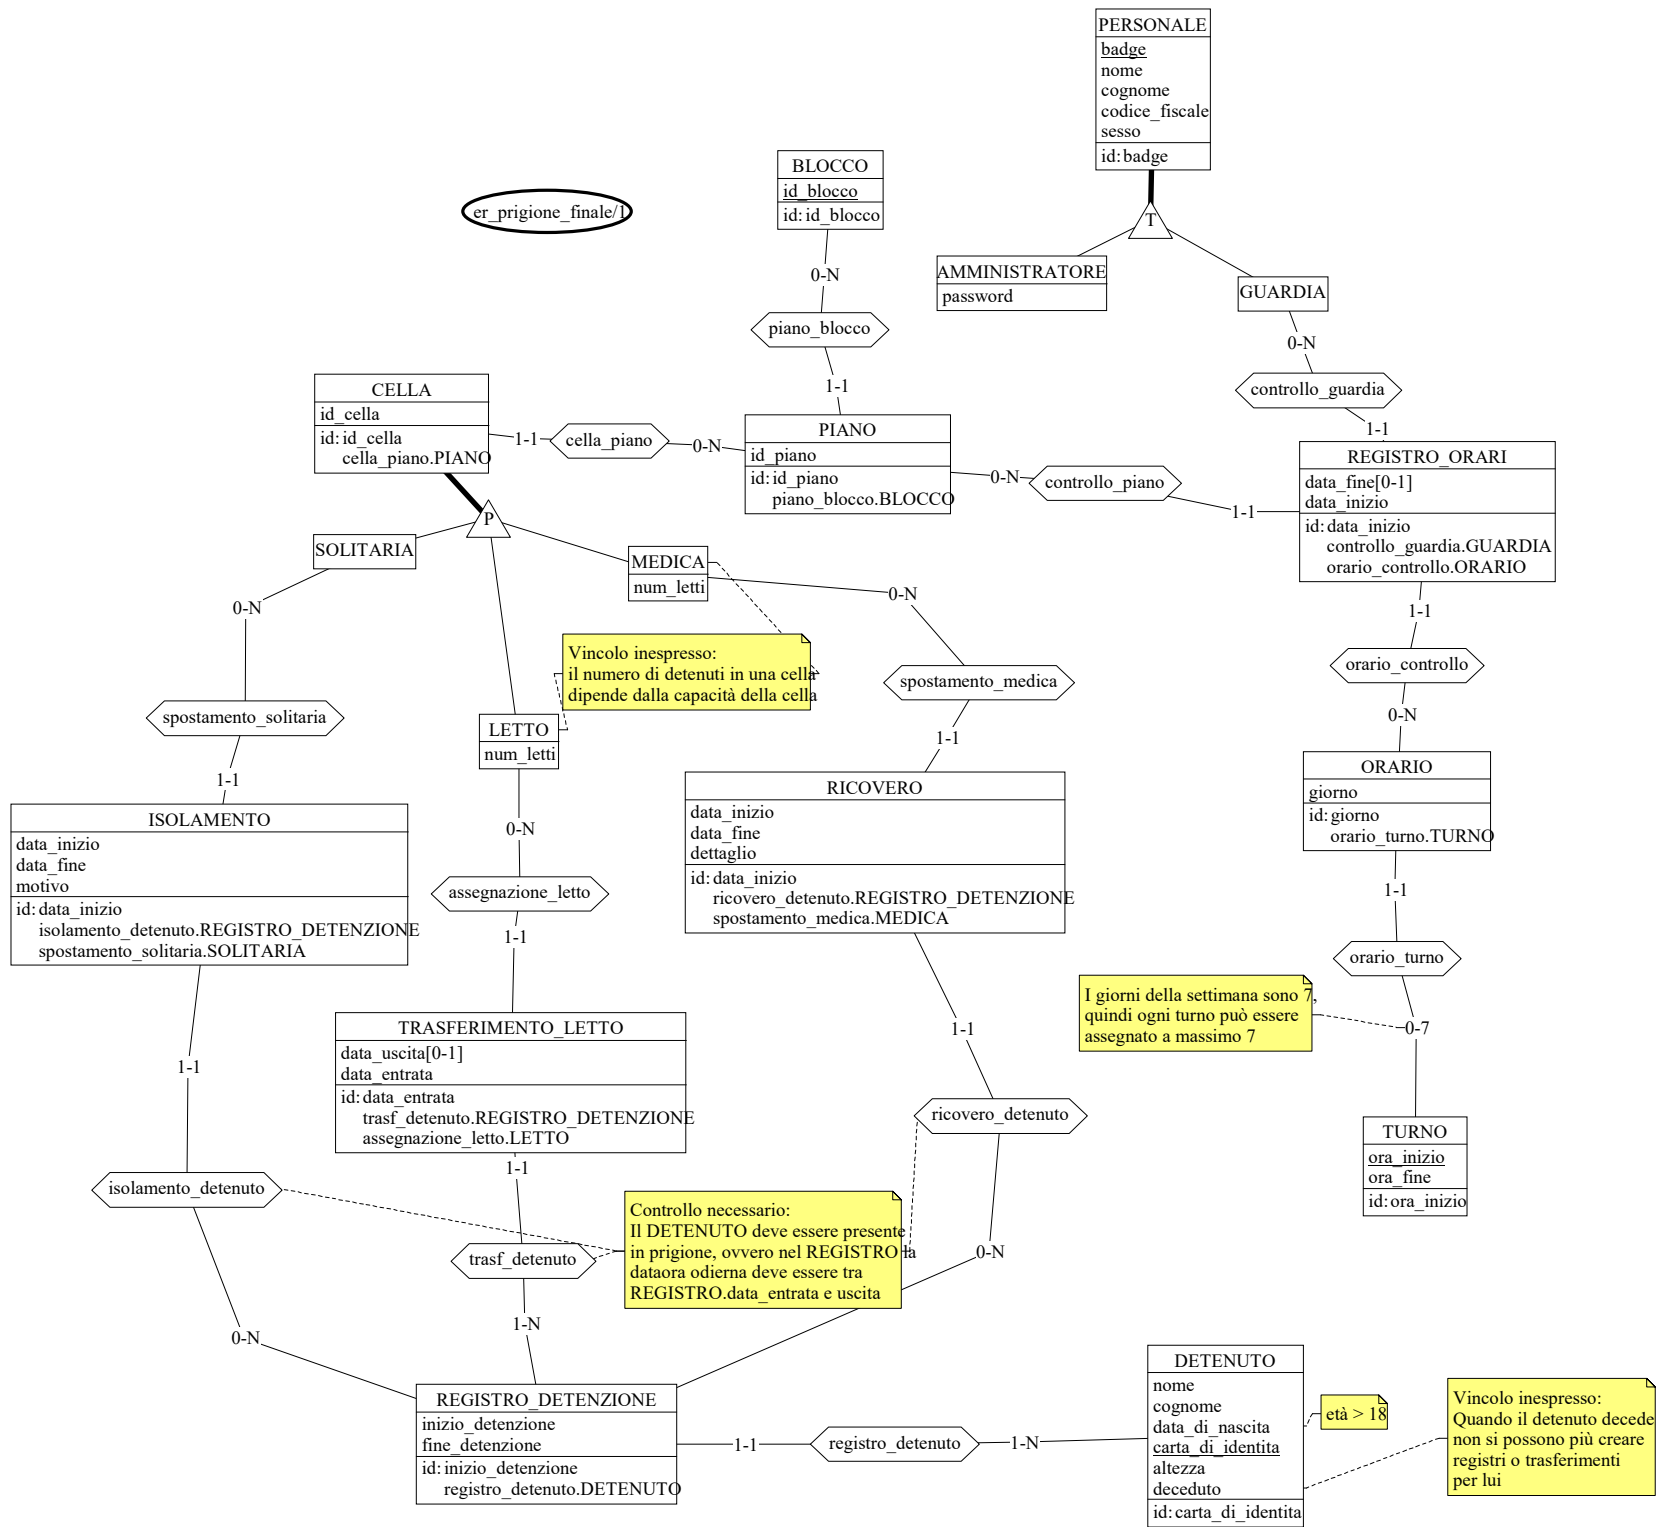 PERSONALE
badge
nome
cognome
codice_fiscale
sesso
id: badge
T
AMMINISTRATORE
password
GUARDIA
0-N
controllo_guardia
1-1
BLOCCO
id_blocco
id: id_blocco
0-N
piano_blocco
1-1
er_prigione_finale/1
CELLA
id_cella
id: id_cella
cella_piano.PIANO
1-1
cella_piano
0-N
PIANO
id_piano
id: id_piano
piano_blocco.BLOCCO
0-N
controllo_piano
1-1
REGISTRO_ORARI
data_fine[0-1]
data_inizio
id: data_inizio
controllo_guardia.GUARDIA
orario_controllo.ORARIO
1-1
orario_controllo
0-N
ORARIO
giorno
id: giorno
orario_turno.TURNO
1-1
orario_turno
0-7
I giorni della settimana sono 7,
quindi ogni turno può essere
assegnato a massimo 7
TURNO
ora_inizio
ora_fine
id: ora_inizio
P
SOLITARIA
0-N
spostamento_solitaria
1-1
MEDICA
num_letti
0-N
spostamento_medica
1-1
Vincolo inespresso:
il numero di detenuti in una cella
dipende dalla capacità della cella
LETTO
num_letti
0-N
assegnazione_letto
1-1
ISOLAMENTO
data_inizio
data_fine
motivo
id: data_inizio
isolamento_detenuto.REGISTRO_DETENZIONE
spostamento_solitaria.SOLITARIA
1-1
isolamento_detenuto
0-N
RICOVERO
data_inizio
data_fine
dettaglio
id: data_inizio
ricovero_detenuto.REGISTRO_DETENZIONE
spostamento_medica.MEDICA
1-1
ricovero_detenuto
0-N
TRASFERIMENTO_LETTO
data_uscita[0-1]
data_entrata
id: data_entrata
trasf_detenuto.REGISTRO_DETENZIONE
assegnazione_letto.LETTO
1-1
trasf_detenuto
1-N
Controllo necessario:
Il DETENUTO deve essere presente
in prigione, ovvero nel REGISTRO la
dataora odierna deve essere tra
REGISTRO.data_entrata e uscita
REGISTRO_DETENZIONE
inizio_detenzione
fine_detenzione
id: inizio_detenzione
registro_detenuto.DETENUTO
1-1
registro_detenuto
1-N
DETENUTO
nome
cognome
data_di_nascita
carta_di_identita
altezza
deceduto
id: carta_di_identita
età > 18
Vincolo inespresso:
Quando il detenuto decede
non si possono più creare
registri o trasferimenti
per lui